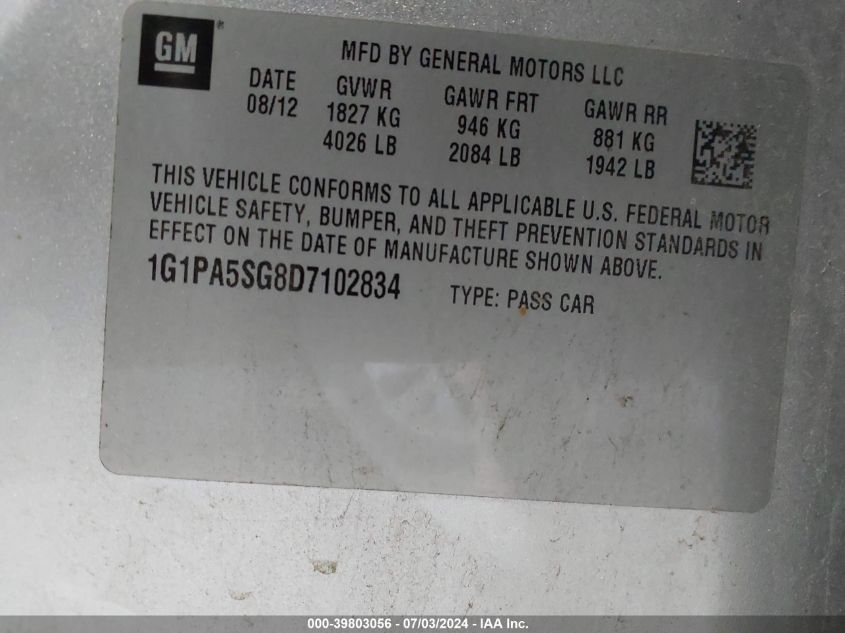 GM
MFD BY GENERAL MOTORS LLC
DATE GVWR GAWR FRT GAWR RR
08/12 1827 KG 946 KG 881 KG
4026 LB 2084 LB 1942 LB
THIS VEHICLE CONFORMS TO ALL APPLICABLE U.S. FEDERAL MOTOR
VEHICLE SAFETY, BUMPER, AND THEFT PREVENTION STANDARDS IN
EFFECT ON THE DATE OF MANUFACTURE SHOWN ABOVE.
1G1PA5SG8D7102834 TYPE: PASS CAR
000-39803056 - 07/03/2024 - IAA Inc.